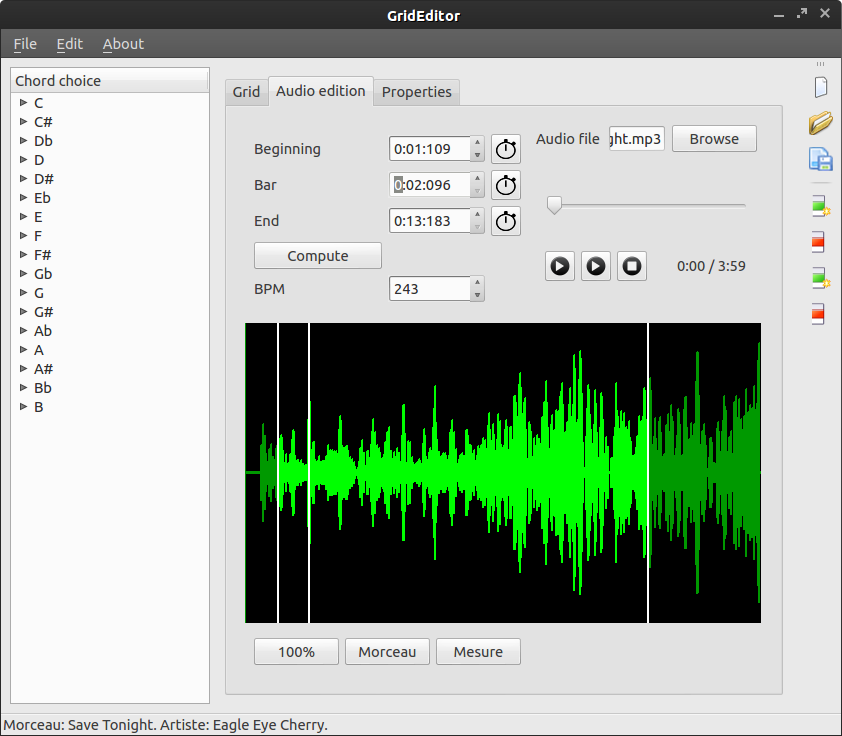 GridEditor
File Edit About
Chord choice
C
C#
Db
D
D#
Eb
E
F
F#
Gb
G
G#
Ab
A
A#
Bb
B
Grid Audio edition Properties
Beginning 0:01:109
Bar 0:02:096
End 0:13:183
Compute
BPM 243
Audio file ght.mp3 Browse
0:00 / 3:59
100% Morceau Mesure
Morceau: Save Tonight. Artiste: Eagle Eye Cherry.